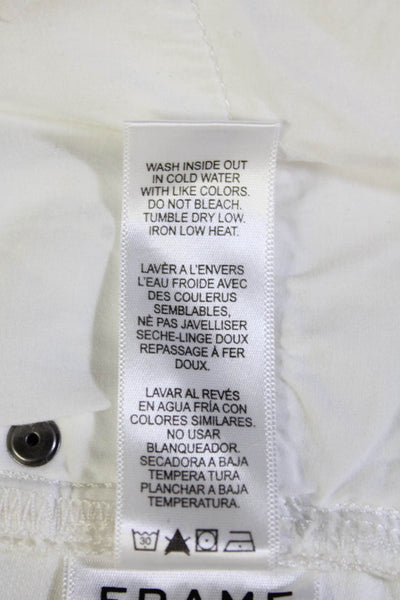 WASH INSIDE OUT
IN COLD WATER
WITH LIKE COLORS.
DO NOT BLEACH.
TUMBLE DRY LOW.
IRON LOW HEAT.
LAVÉR A L'ENVERS
L'EAU FROIDE AVEC
DES COULERUS
SEMBLABLES,
NÈ PAS JAVELLISER
SECHE-LINGE DOUX
REPASSAGE À FER
DOUX.
LAVAR AL REVÉS
EN AGUA FRÍA CON
COLORES SIMILARES.
NO USAR
BLANQUEADOR.
SECADORA A BAJA
TEMPERA TURA
PLANCHAR A BAJA
TEMPERATURA.
30
FRAME